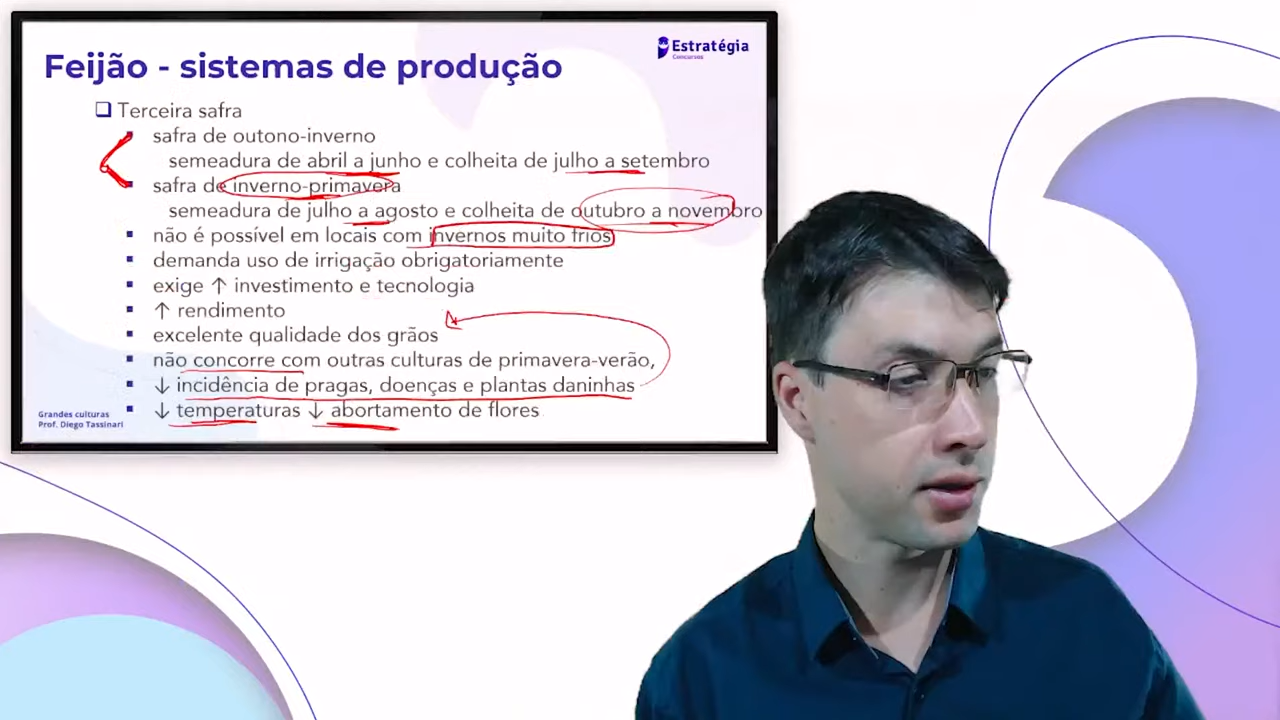 Estratégia
Concursos
Feijão - sistemas de produção
Terceira safra
safra de outono-inverno
semeadura de abril a junho e colheita de julho a setembro
safra de inverno-primavera
semeadura de julho a agosto e colheita de outubro a novembro
não é possível em locais com invernos muito frios
demanda uso de irrigação obrigatoriamente
exige ↑ investimento e tecnologia
↑ rendimento
excelente qualidade dos grãos
não concorre com outras culturas de primavera-verão,
↓ incidência de pragas, doenças e plantas daninhas
↓ temperaturas ↓ abortamento de flores
Grandes culturas
Prof. Diego Tassinari